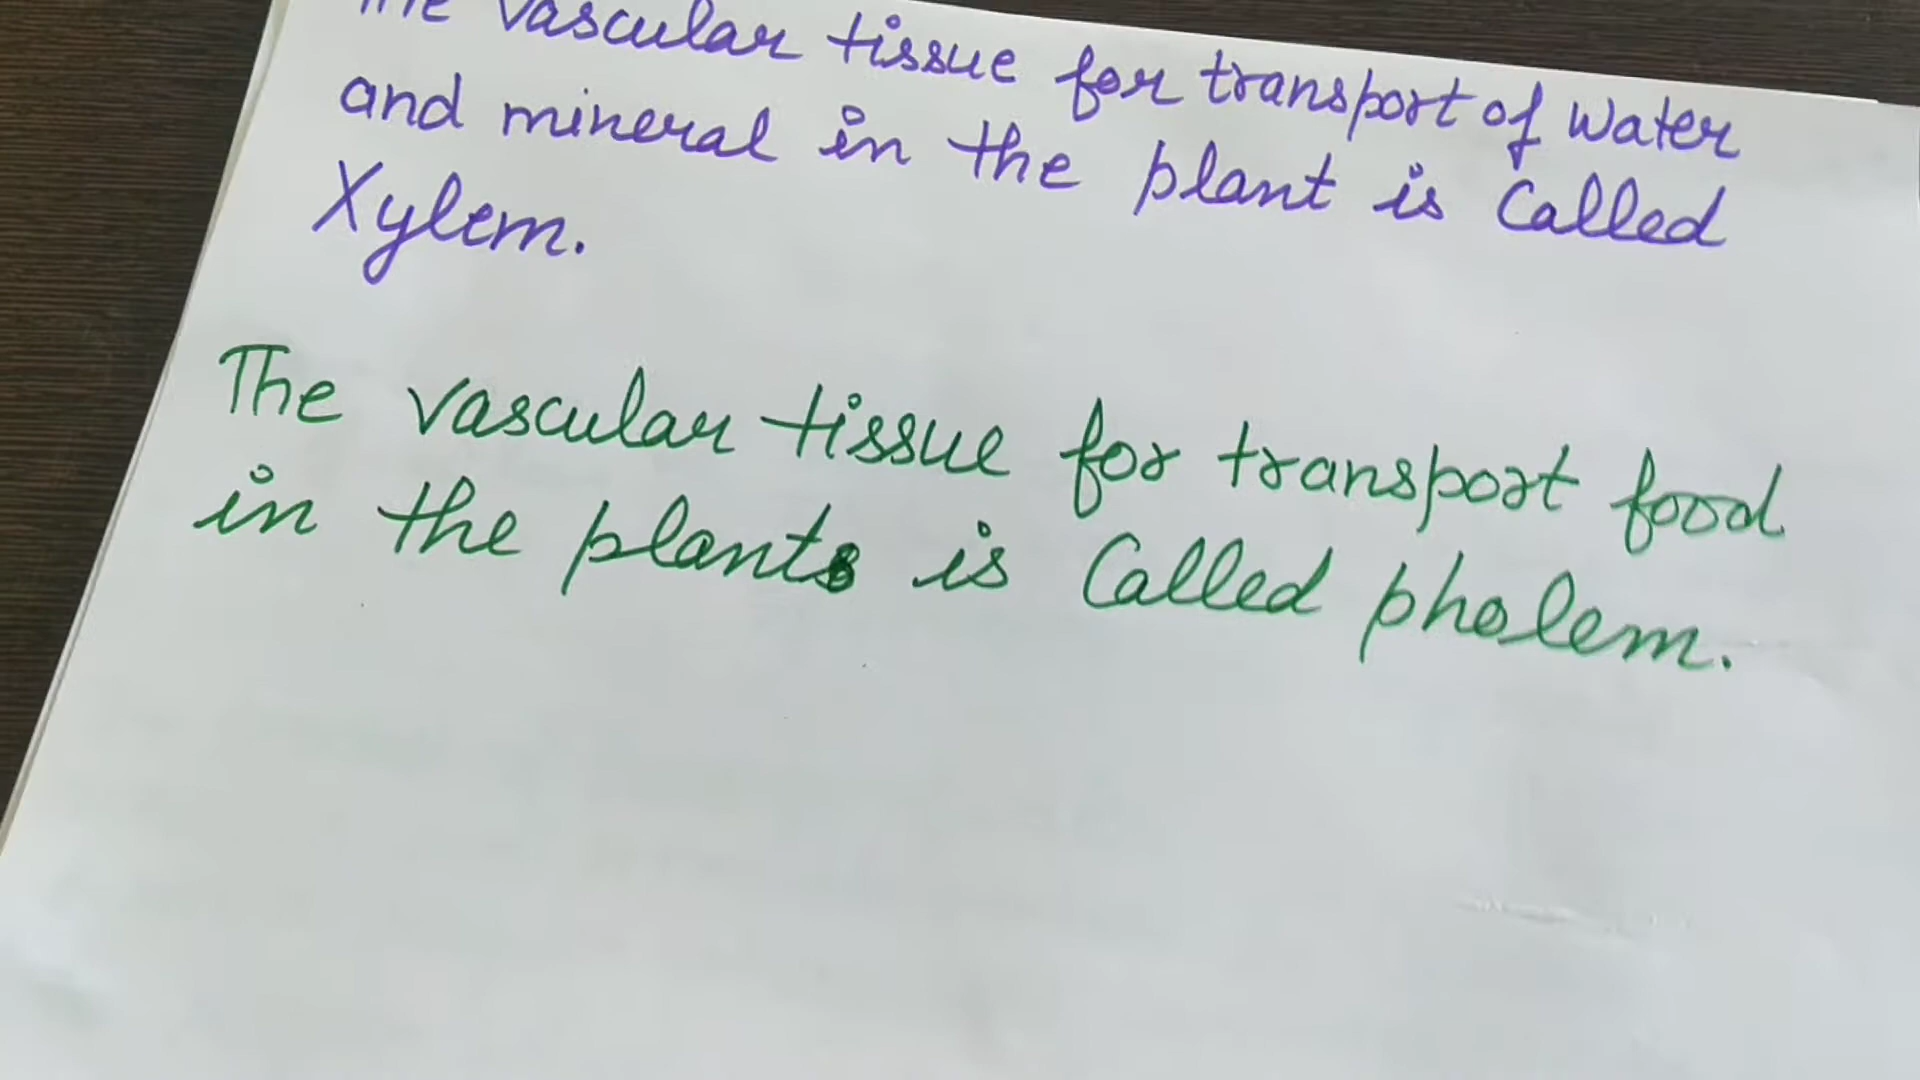 The vascular tissue for transport of water
and mineral in the plant is Called
Xylem.
The vascular tissue for transport food
in the plants is Called pholem.